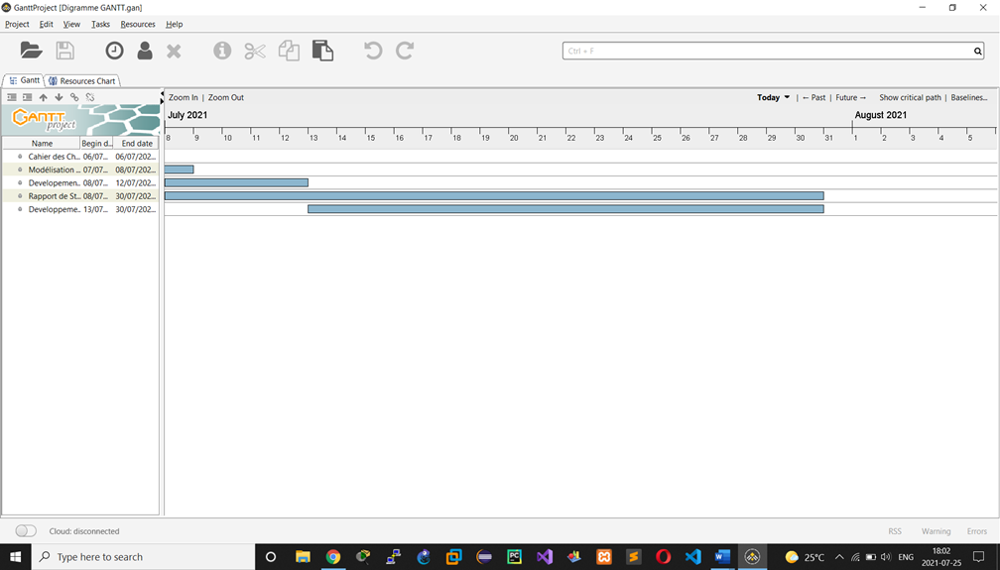 GanttProject [Digramme GANTT.gan]
Project Edit View Tasks Resources Help
Ctrl + F
Gantt Resources Chart
Zoom In | Zoom Out Today | ← Past | Future → Show critical path | Baselines...
GANTT project
July 2021 August 2021
Name Begin d... End date 8 9 10 11 12 13 14 15 16 17 18 19 20 21 22 23 24 25 26 27 28 29 30 31 1 2 3 4 5
Cahier des Ch... 06/07... 06/07/202...
Modélisation ... 07/07... 08/07/202...
Developemen... 08/07... 12/07/202...
Rapport de St... 08/07... 30/07/202...
Developpeme.. 13/07... 30/07/202...
Cloud: disconnected RSS Warning Errors
Type here to search 25°C ENG 18:02
2021-07-25